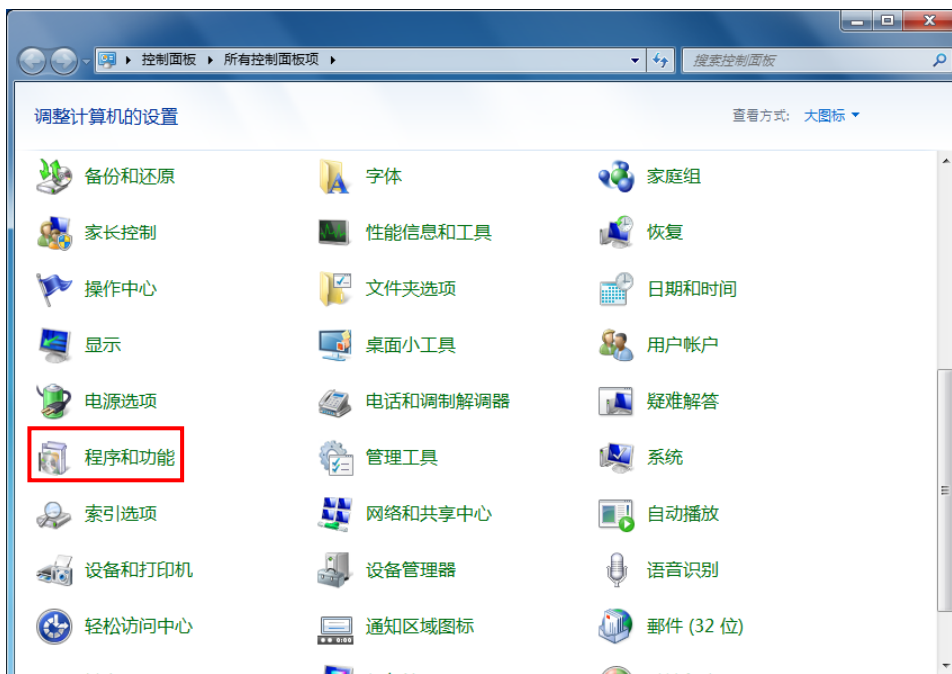 控制面板 ▸ 所有控制面板项 ▸ 搜索控制面板
调整计算机的设置 查看方式: 大图标
备份和还原 字体 家庭组
家长控制 性能信息和工具 恢复
操作中心 文件夹选项 日期和时间
显示 桌面小工具 用户帐户
电源选项 电话和调制解调器 疑难解答
程序和功能 管理工具 系统
索引选项 网络和共享中心 自动播放
设备和打印机 设备管理器 语音识别
轻松访问中心 通知区域图标 邮件 (32 位)